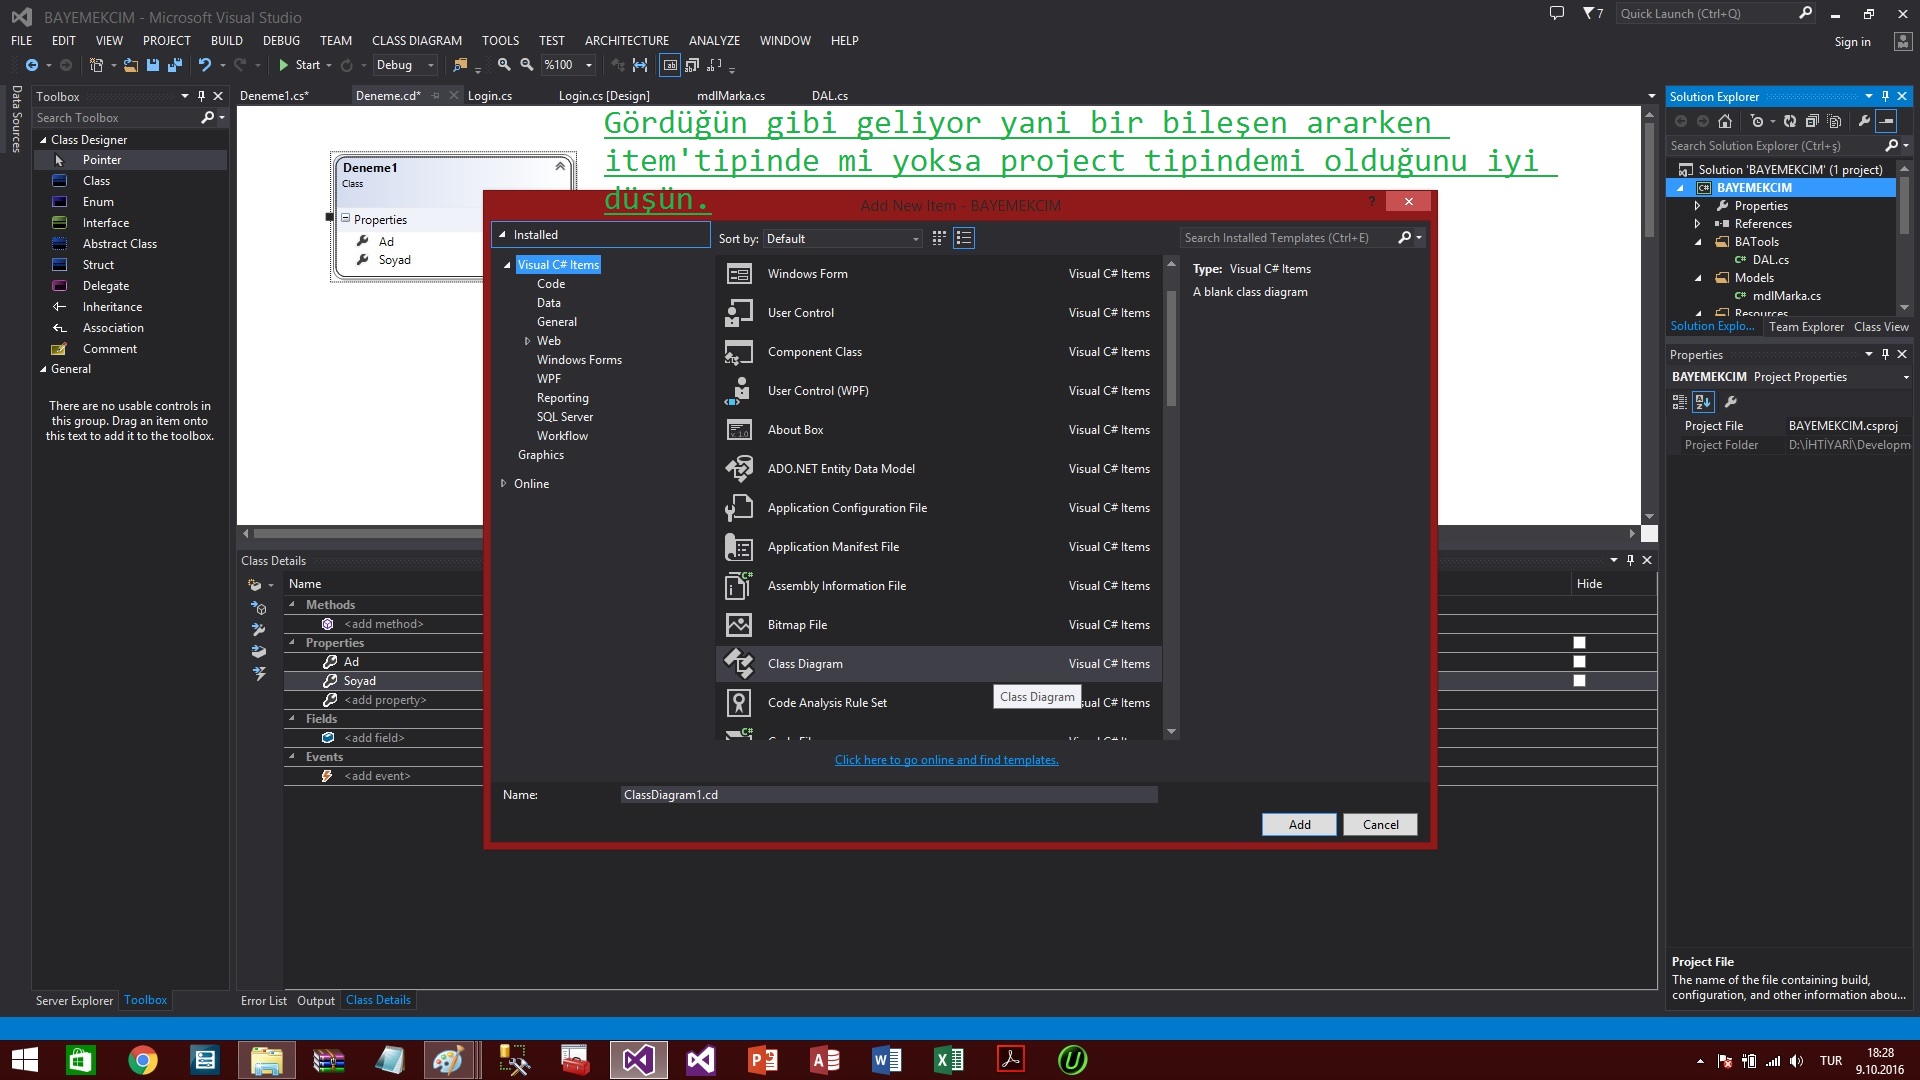 BAYEMEKCIM - Microsoft Visual Studio
7
Quick Launch (Ctrl+Q)
FILE EDIT VIEW PROJECT BUILD DEBUG TEAM CLASS DIAGRAM TOOLS TEST ARCHITECTURE ANALYZE WINDOW HELP
Sign in
Start Debug %100
Data Sources
Toolbox
Search Toolbox
Class Designer
Pointer
Class
Enum
Interface
Abstract Class
Struct
Delegate
Inheritance
Association
Comment
General
There are no usable controls in
this group. Drag an item onto
this text to add it to the toolbox.
Server Explorer Toolbox
Deneme1.cs* Deneme.cd* Login.cs Login.cs [Design] mdlMarka.cs DAL.cs
Gördüğün gibi geliyor yani bir bileşen ararken
item'tipinde mi yoksa project tipindemi olduğunu iyi
düşün.
Deneme1
Class
Properties
Ad
Soyad
Add New Item - BAYEMEKCIM
?
Installed
Sort by: Default
Search Installed Templates (Ctrl+E)
Visual C# Items
Code
Data
General
Web
Windows Forms
WPF
Reporting
SQL Server
Workflow
Graphics
Online
Windows Form Visual C# Items
User Control Visual C# Items
Component Class Visual C# Items
User Control (WPF) Visual C# Items
About Box Visual C# Items
ADO.NET Entity Data Model Visual C# Items
Application Configuration File Visual C# Items
Application Manifest File Visual C# Items
Assembly Information File Visual C# Items
Bitmap File Visual C# Items
Class Diagram Visual C# Items
Code Analysis Rule Set sual C# Items
Class Diagram
Type: Visual C# Items
A blank class diagram
Click here to go online and find templates.
Name: ClassDiagram1.cd
Add Cancel
Class Details
Name
Hide
Methods
<add method>
Properties
Ad
Soyad
<add property>
Fields
<add field>
Events
<add event>
Error List Output Class Details
Solution Explorer
Search Solution Explorer (Ctrl+ş)
Solution 'BAYEMEKCIM' (1 project)
BAYEMEKCIM
Properties
References
BATools
DAL.cs
Models
mdlMarka.cs
Resources
Solution Explo... Team Explorer Class View
Properties
BAYEMEKCIM Project Properties
Project File BAYEMEKCIM.csproj
Project Folder D:\İHTİYARİ\Developm
Project File
The name of the file containing build,
configuration, and other information abou...
TUR
18:28
9.10.2016